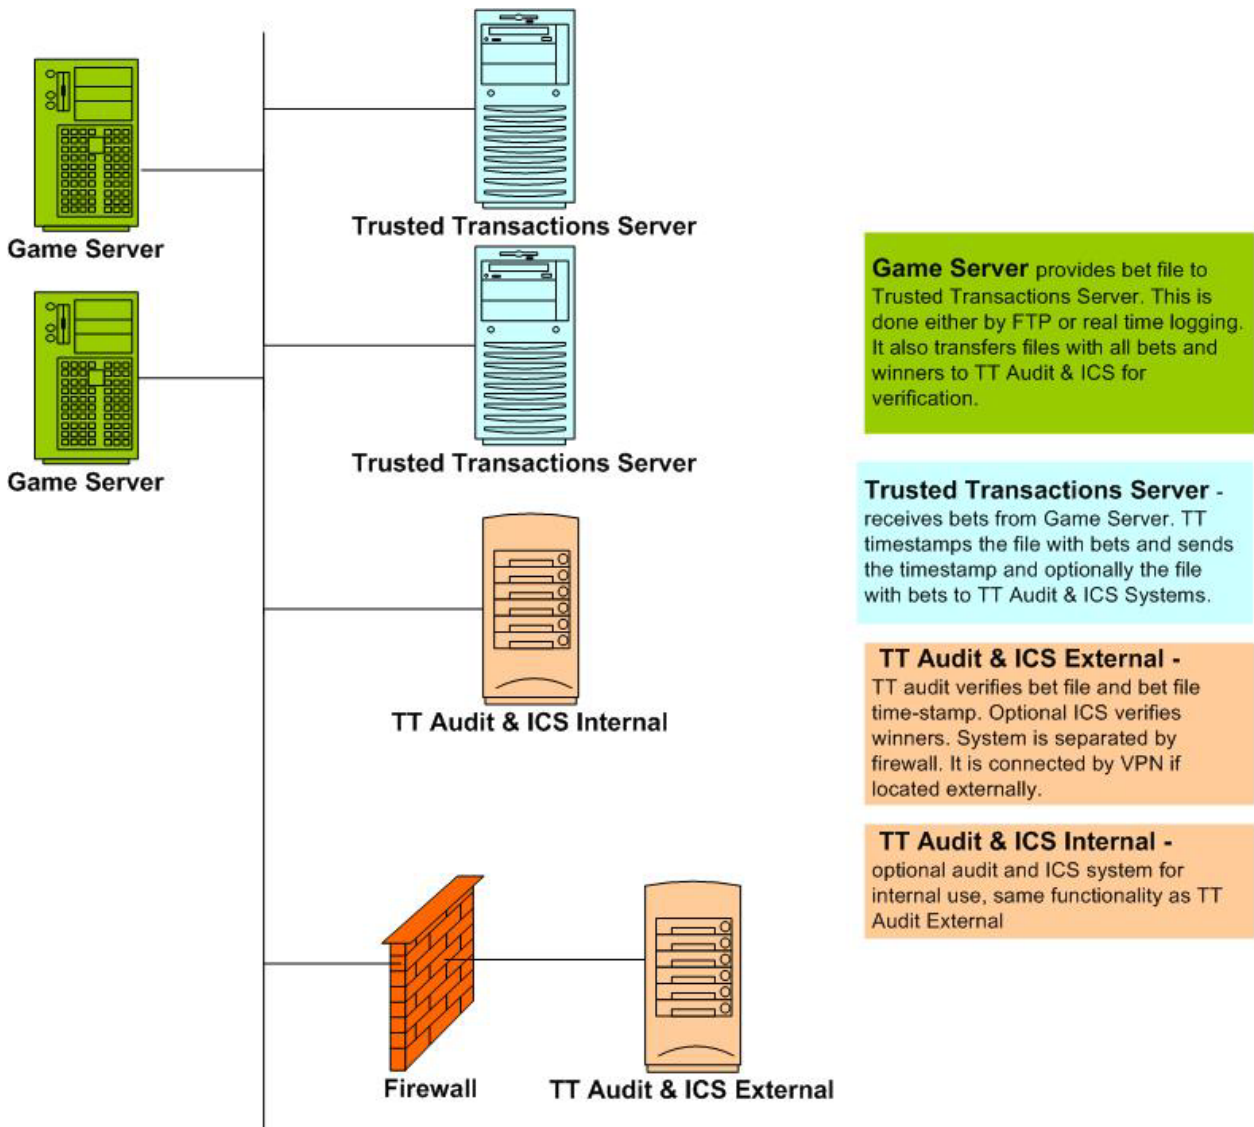 Game Server
Trusted Transactions Server
Game Server
Trusted Transactions Server
TT Audit & ICS Internal
Firewall
TT Audit & ICS External
Game Server provides bet file to
Trusted Transactions Server. This is
done either by FTP or real time logging.
It also transfers files with all bets and
winners to TT Audit & ICS for
verification.
Trusted Transactions Server -
receives bets from Game Server. TT
timestamps the file with bets and sends
the timestamp and optionally the file
with bets to TT Audit & ICS Systems.
TT Audit & ICS External -
TT audit verifies bet file and bet file
time-stamp. Optional ICS verifies
winners. System is separated by
firewall. It is connected by VPN if
located externally.
TT Audit & ICS Internal -
optional audit and ICS system for
internal use, same functionality as TT
Audit External